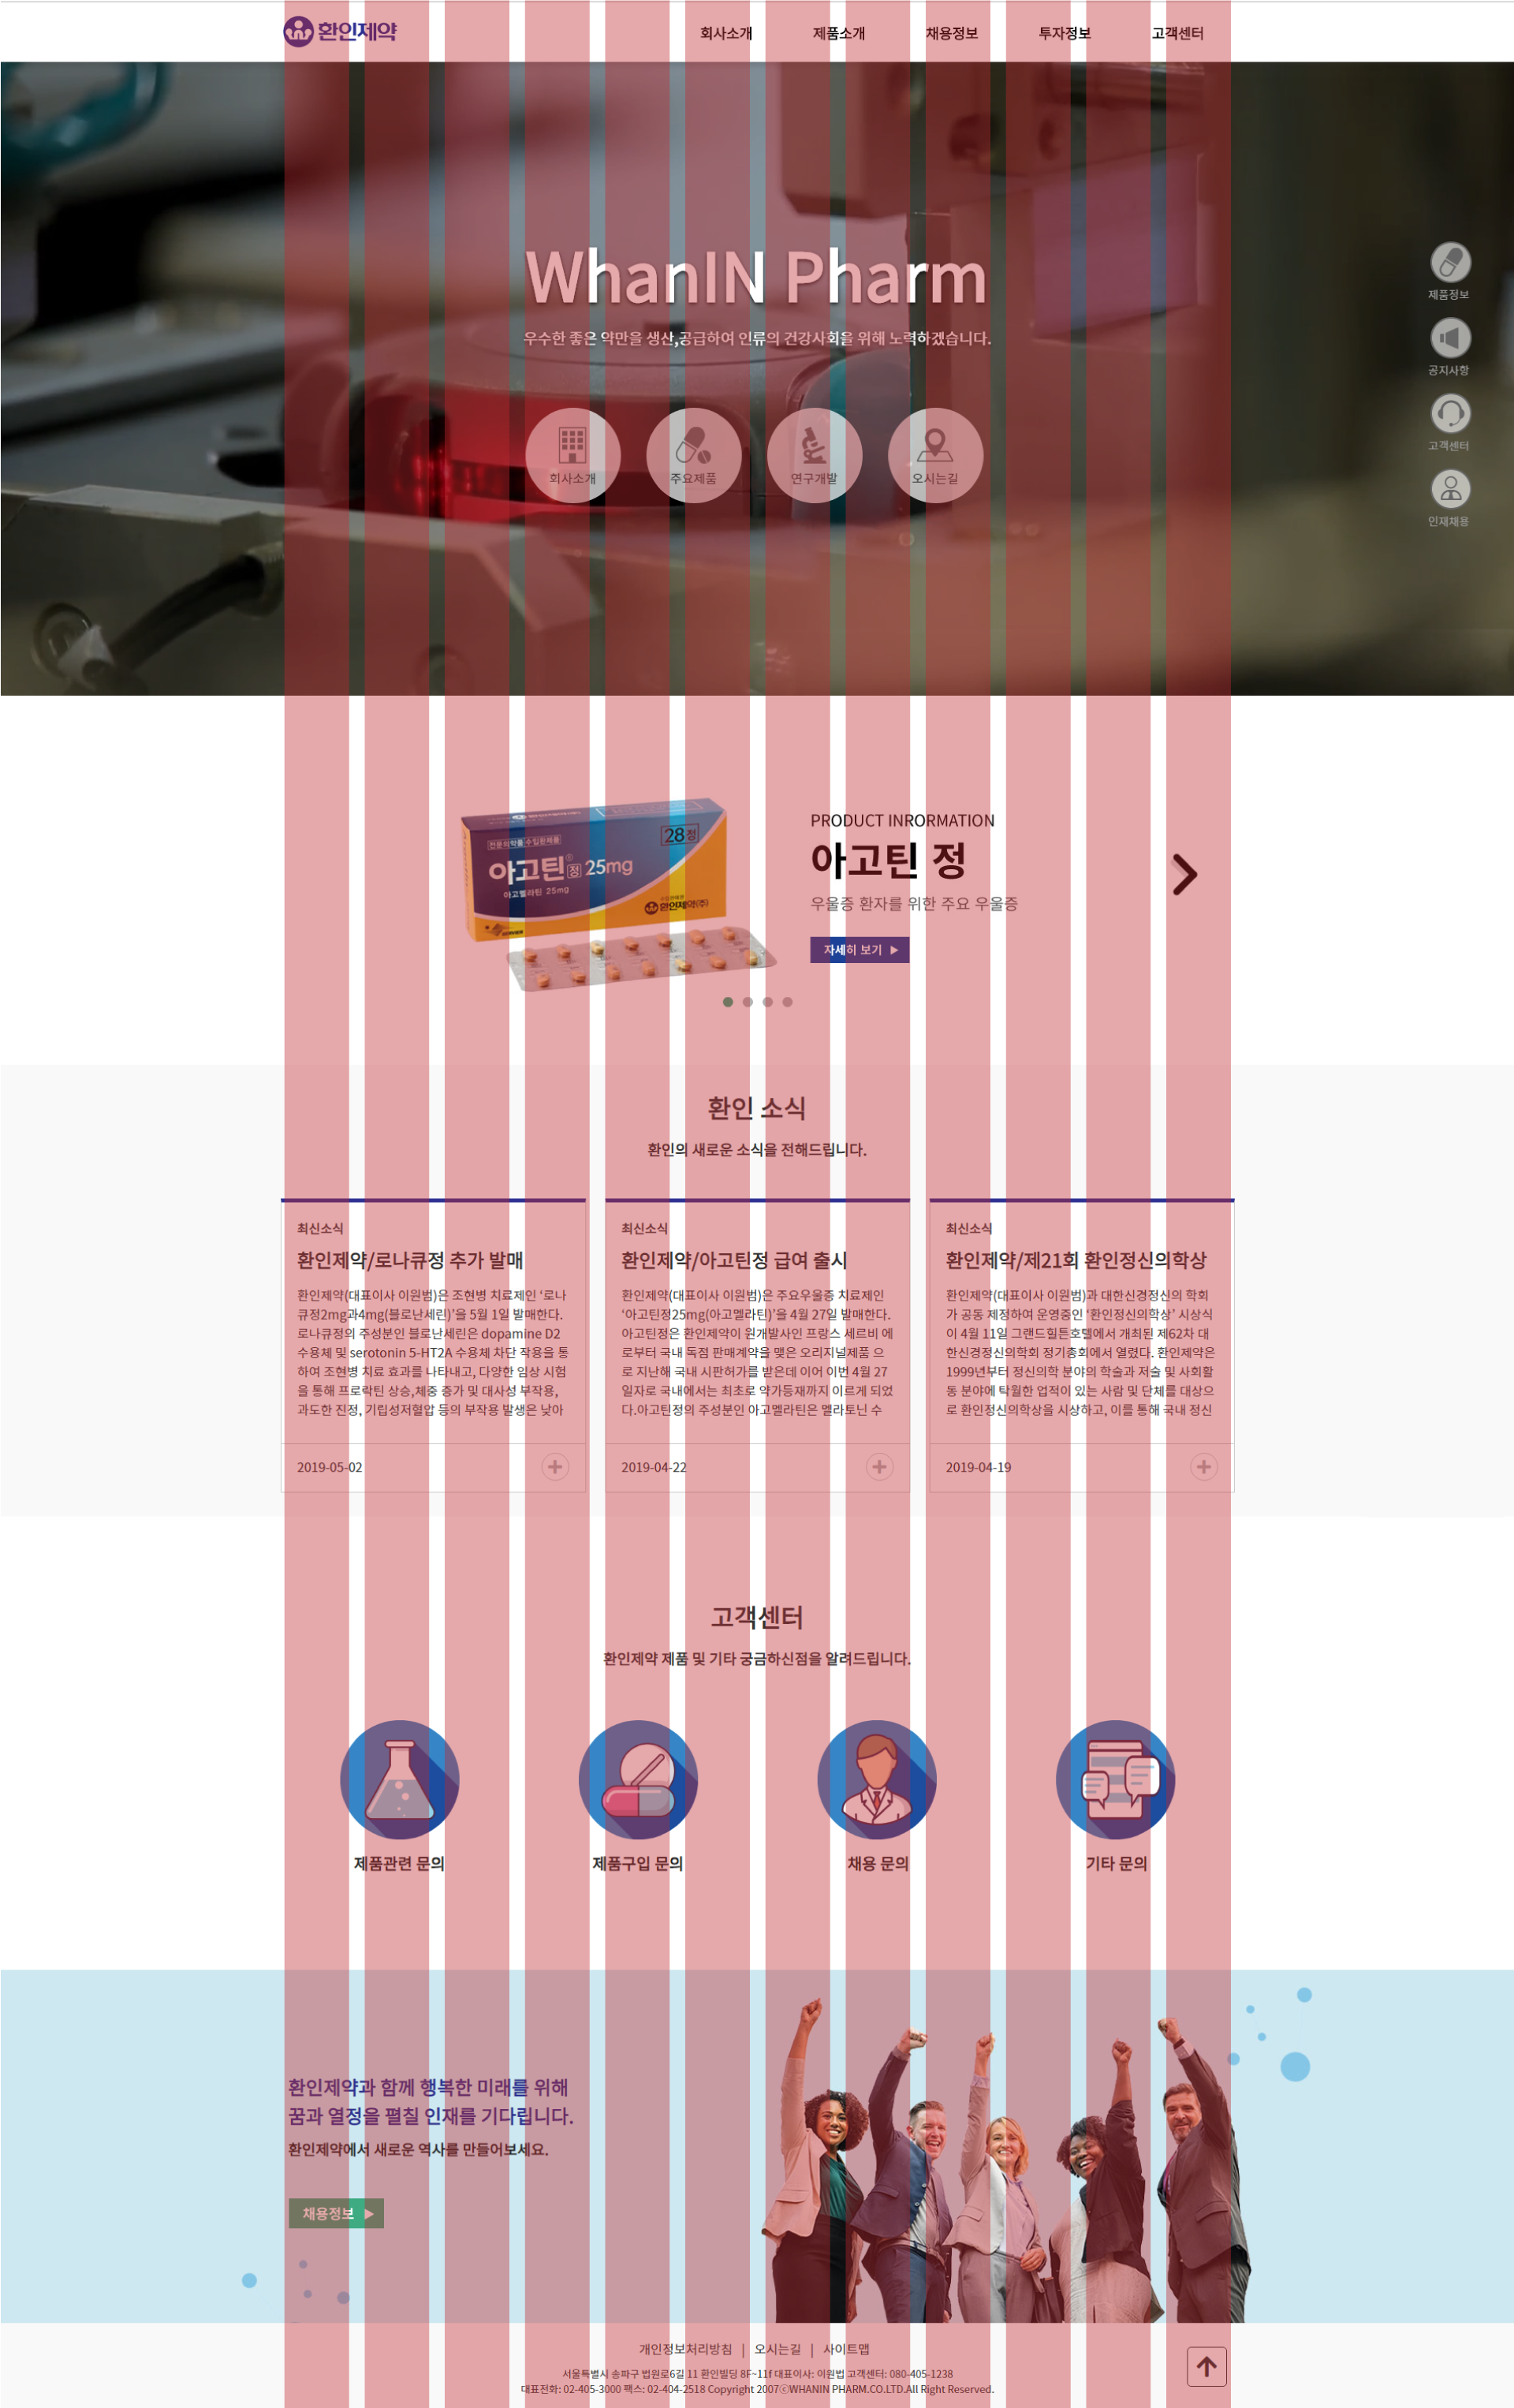 환인제약
회사소개 제품소개 채용정보 투자정보 고객센터
WhanIN Pharm
우수한 좋은 약만을 생산,공급하여 인류의 건강사회을 위해 노력하겠습니다.
회사소개 주요제품 연구개발 오시는길
제품정보
공지사항
고객센터
인재채용
28정
아고틴정 25mg
아고멜라틴 25mg
환인제약(주)
PRODUCT INRORMATION
아고틴 정
우울증 환자를 위한 주요 우울증
자세히 보기
환인 소식
환인의 새로운 소식을 전해드립니다.
최신소식
환인제약/로나큐정 추가 발매
환인제약(대표이사 이원범)은 조현병 치료제인 ‘로나
큐정2mg과4mg(블로난세린)’을 5월 1일 발매한다.
로나큐정의 주성분인 블로난세린은 dopamine D2
수용체 및 serotonin 5-HT2A 수용체 차단 작용을 통
하여 조현병 치료 효과를 나타내고, 다양한 임상 시험
을 통해 프로락틴 상승,체중 증가 및 대사성 부작용,
과도한 진정, 기립성저혈압 등의 부작용 발생은 낮아
2019-05-02
최신소식
환인제약/아고틴정 급여 출시
환인제약(대표이사 이원범)은 주요우울증 치료제인
‘아고틴정25mg(아고멜라틴)’을 4월 27일 발매한다.
아고틴정은 환인제약이 원개발사인 프랑스 세르비 에
로부터 국내 독점 판매계약을 맺은 오리지널제품 으
로 지난해 국내 시판허가를 받은데 이어 이번 4월 27
일자로 국내에서는 최초로 약가등재까지 이르게 되었
다.아고틴정의 주성분인 아고멜라틴은 멜라토닌 수
2019-04-22
최신소식
환인제약/제21회 환인정신의학상
환인제약(대표이사 이원범)과 대한신경정신의 학회
가 공동 제정하여 운영중인 ‘환인정신의학상’ 시상식
이 4월 11일 그랜드힐튼호텔에서 개최된 제62차 대
한신경정신의학회 정기총회에서 열렸다. 환인제약은
1999년부터 정신의학 분야의 학술과 저술 및 사회활
동 분야에 탁월한 업적이 있는 사람 및 단체를 대상으
로 환인정신의학상을 시상하고, 이를 통해 국내 정신
2019-04-19
고객센터
환인제약 제품 및 기타 궁금하신점을 알려드립니다.
제품관련 문의 제품구입 문의 채용 문의 기타 문의
환인제약과 함께 행복한 미래를 위해
꿈과 열정을 펼칠 인재를 기다립니다.
환인제약에서 새로운 역사를 만들어보세요.
채용정보
개인정보처리방침 | 오시는길 | 사이트맵
서울특별시 송파구 법원로6길 11 환인빌딩 8F~11f 대표이사: 이원법 고객센터: 080-405-1238
대표전화: 02-405-3000 팩스: 02-404-2518 Copyright 2007ⓒWHANIN PHARM.CO.LTD.All Right Reserved.